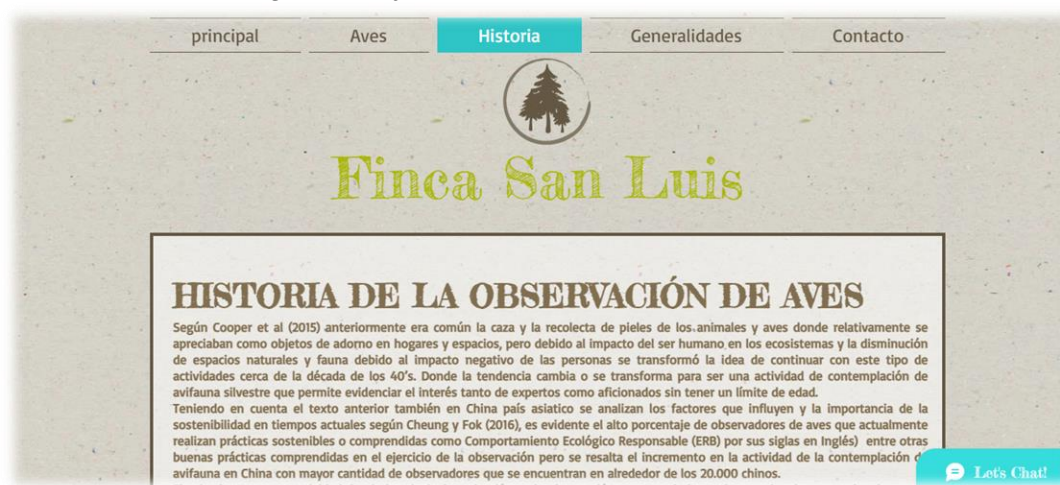 principal Aves Historia Generalidades Contacto
Finca San Luis
HISTORIA DE LA OBSERVACIÓN DE AVES
Según Cooper et al (2015) anteriormente era común la caza y la recolecta de pieles de los animales y aves donde relativamente se
apreciaban como objetos de adorno en hogares y espacios, pero debido al impacto del ser humano en los ecosistemas y la disminución
de espacios naturales y fauna debido al impacto negativo de las personas se transformó la idea de continuar con este tipo de
actividades cerca de la década de los 40's. Donde la tendencia cambia o se transforma para ser una actividad de contemplación de
avifauna silvestre que permite evidenciar el interés tanto de expertos como aficionados sin tener un límite de edad.
Teniendo en cuenta el texto anterior también en China país asiatico se analizan los factores que influyen y la importancia de la
sostenibilidad en tiempos actuales según Cheung y Fok (2016), es evidente el alto porcentaje de observadores de aves que actualmente
realizan prácticas sostenibles o comprendidas como Comportamiento Ecológico Responsable (ERB) por sus siglas en Inglés) entre otras
buenas prácticas comprendidas en el ejercicio de la observación pero se resalta el incremento en la actividad de la contemplación
avifauna en China con mayor cantidad de observadores que se encuentran en alrededor de los 20.000 chinos.
Let's Chat!